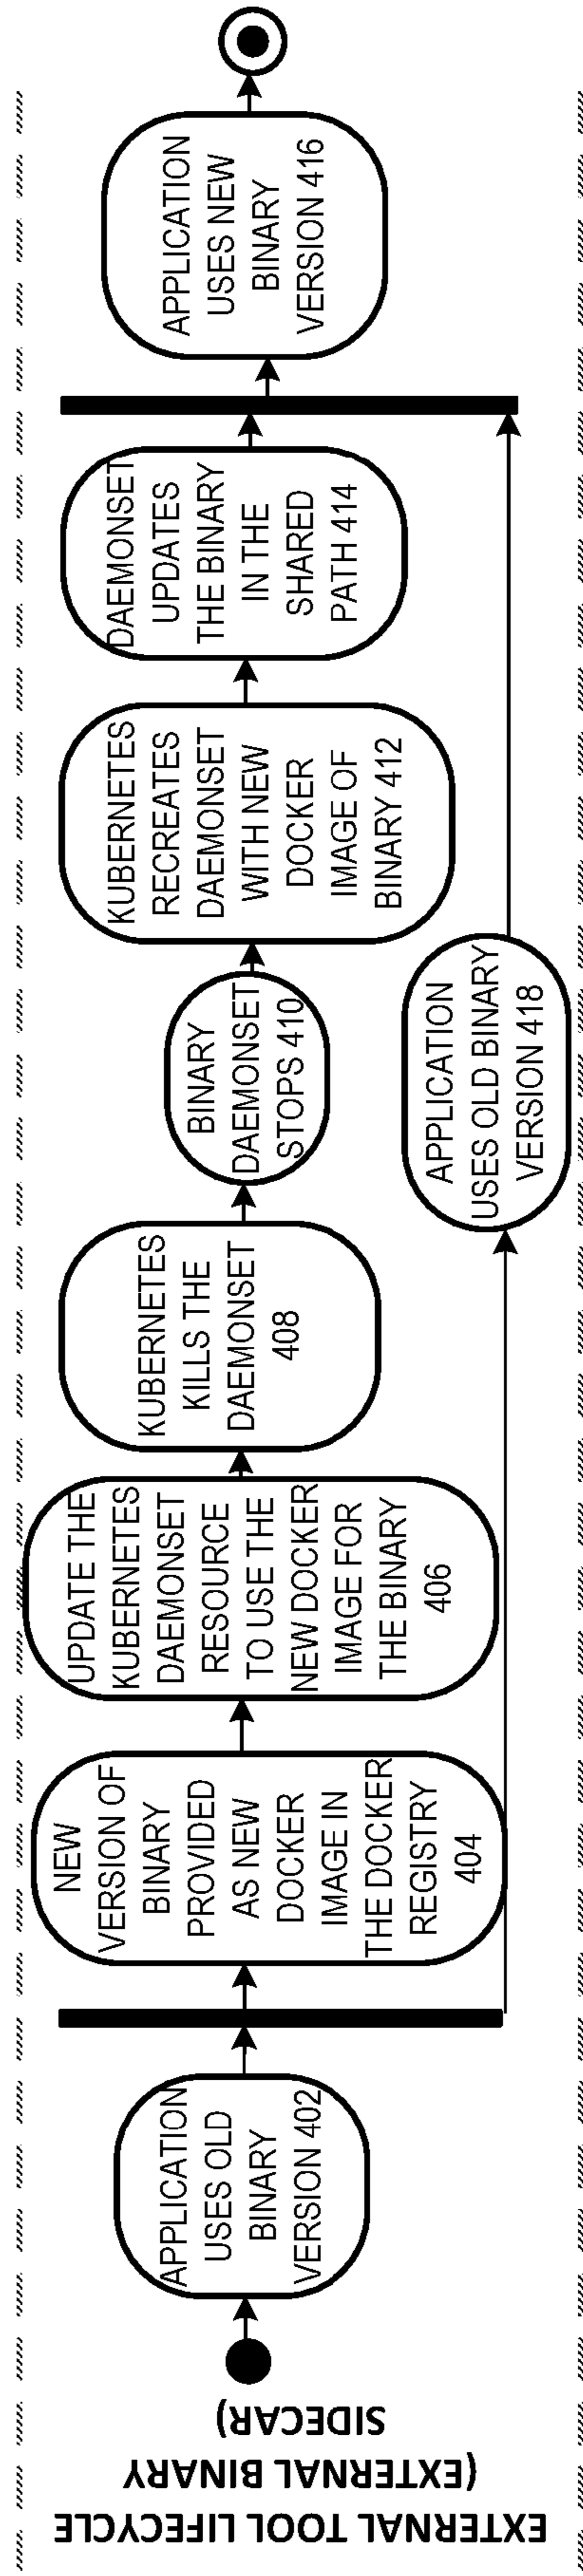 EXTERNAL TOOL LIFECYCLE
(EXTERNAL BINARY
SIDECAR)
APPLICATION
USES OLD
BINARY
VERSION 402
NEW
VERSION OF
BINARY
PROVIDED
AS NEW
DOCKER
IMAGE IN
THE DOCKER
REGISTRY
404
UPDATE THE
KUBERNETES
DAEMONSET
RESOURCE
TO USE THE
NEW DOCKER
IMAGE FOR
THE BINARY
406
KUBERNETES
KILLS THE
DAEMONSET
408
BINARY
DAEMONSET
STOPS 410
KUBERNETES
RECREATES
DAEMONSET
WITH NEW
DOCKER
IMAGE OF
BINARY 412
DAEMONSET
UPDATES
THE BINARY
IN THE
SHARED
PATH 414
APPLICATION
USES NEW
BINARY
VERSION 416
APPLICATION
USES OLD BINARY
VERSION 418